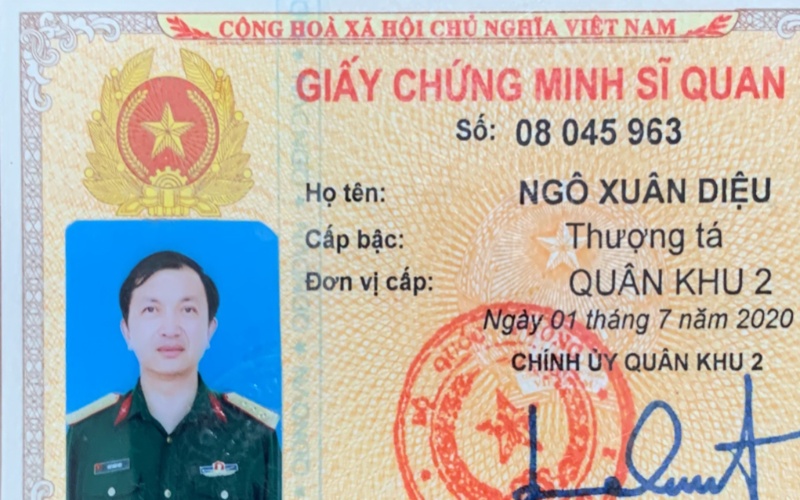 CỘNG HOÀ XÃ HỘI CHỦ NGHĨA VIỆT NAM
GIẤY CHỨNG MINH SĨ QUAN
Số: 08 045 963
Họ tên: NGÔ XUÂN DIỆU
Cấp bậc: Thượng tá
Đơn vị cấp: QUÂN KHU 2
Ngày 01 tháng 7 năm 2020
CHÍNH ỦY QUÂN KHU 2